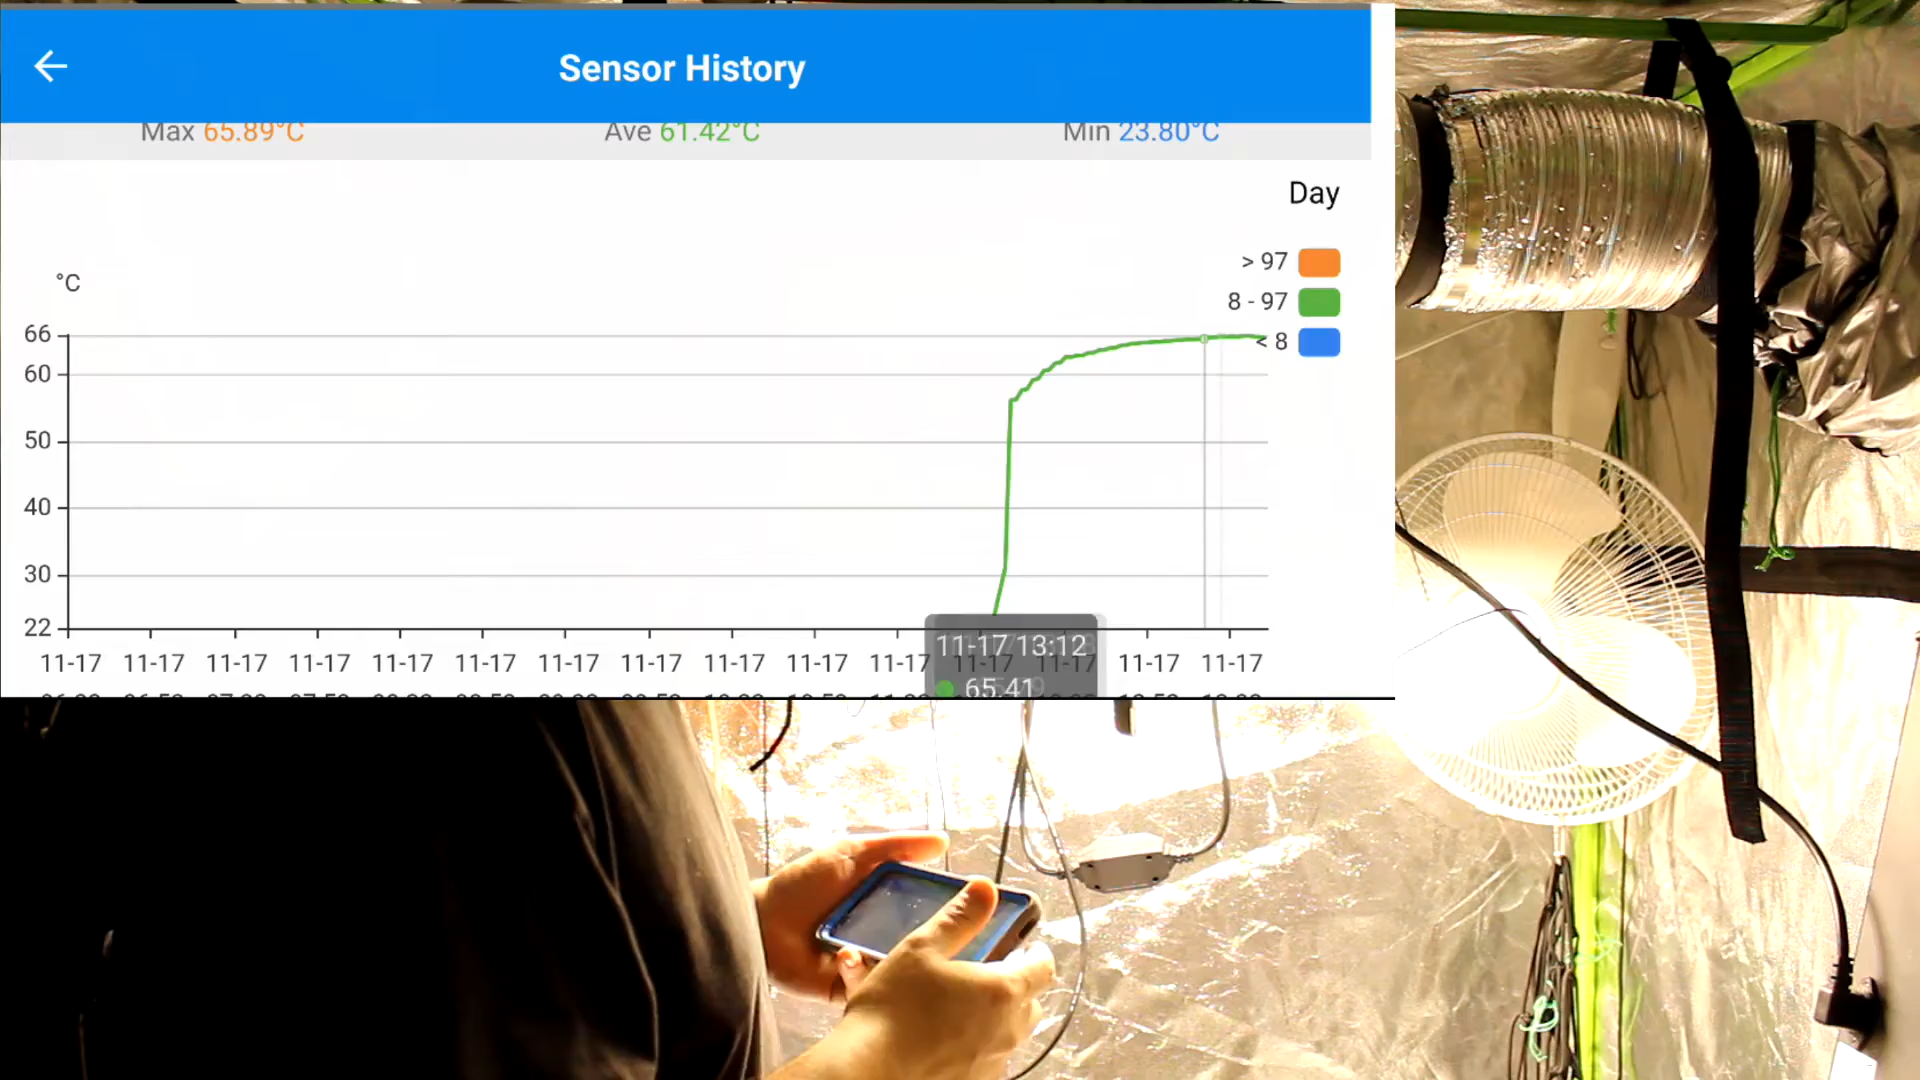 Sensor History
Max 65.89°C Ave 61.42°C Min 23.80°C
Day
> 97
8 - 97
< 8
°C
66
60
50
40
30
22
11-17 11-17 11-17 11-17 11-17 11-17 11-17 11-17 11-17 11-17 11-17 11-17 11-17 11-17 11-17
11-17 13:12
65.41